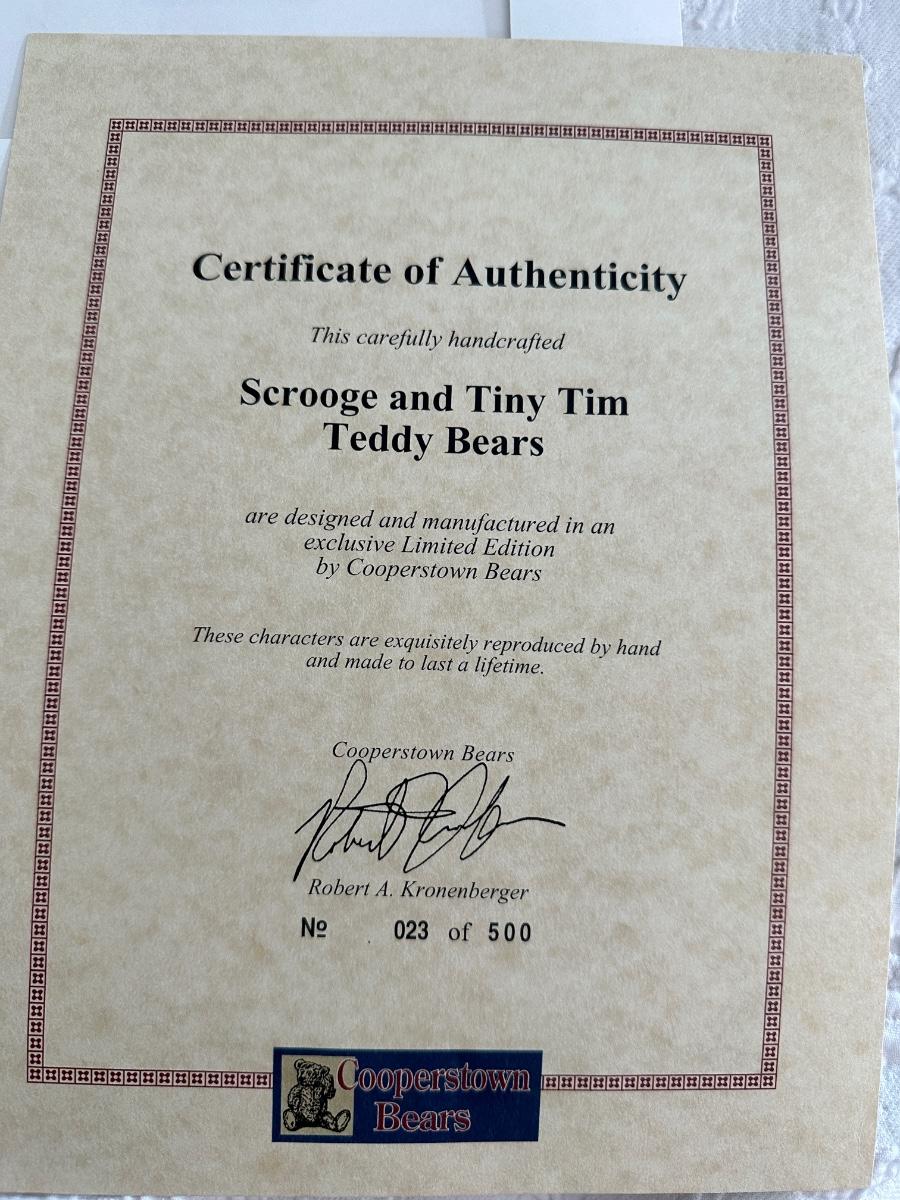 Certificate of Authenticity
This carefully handcrafted
Scrooge and Tiny Tim
Teddy Bears
are designed and manufactured in an
exclusive Limited Edition
by Cooperstown Bears
These characters are exquisitely reproduced by hand
and made to last a lifetime.
Cooperstown Bears
Robert A. Kronenberger
Nº 023 of 500
Cooperstown
Bears